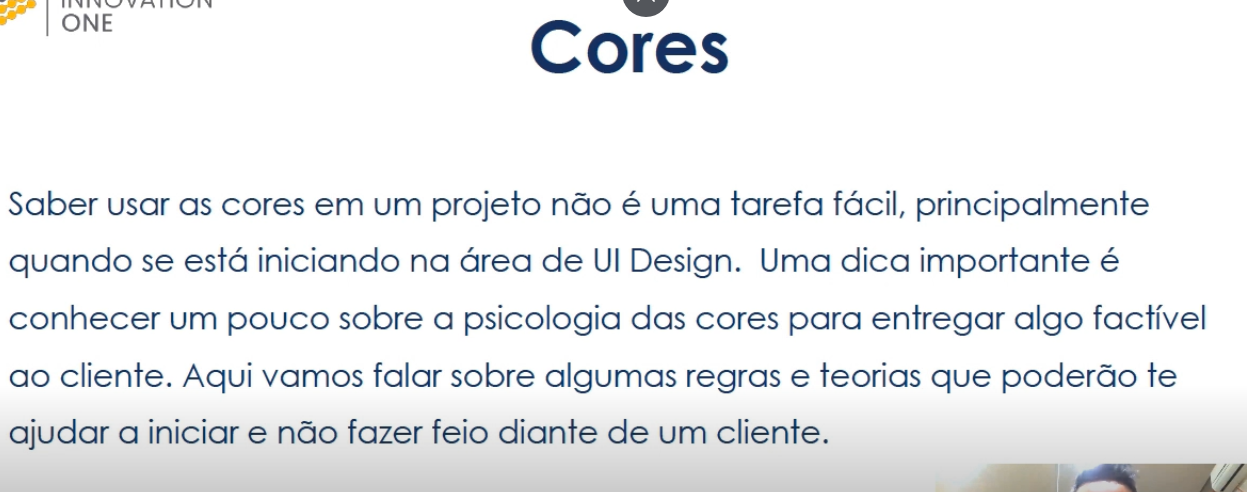 INNOVATION
ONE
Cores
Saber usar as cores em um projeto não é uma tarefa fácil, principalmente
quando se está iniciando na área de UI Design.  Uma dica importante é
conhecer um pouco sobre a psicologia das cores para entregar algo factível
ao cliente. Aqui vamos falar sobre algumas regras e teorias que poderão te
ajudar a iniciar e não fazer feio diante de um cliente.